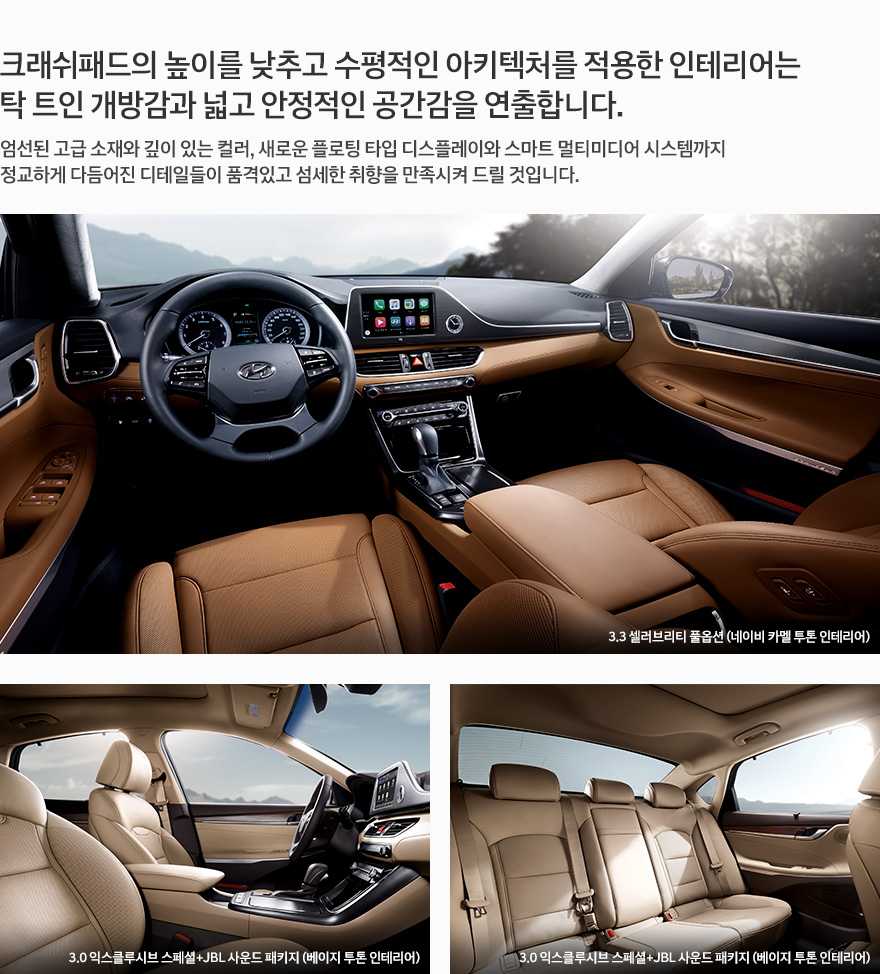 크래쉬패드의 높이를 낮추고 수평적인 아키텍처를 적용한 인테리어는
탁 트인 개방감과 넓고 안정적인 공간감을 연출합니다.
엄선된 고급 소재와 깊이 있는 컬러, 새로운 플로팅 타입 디스플레이와 스마트 멀티미디어 시스템까지
정교하게 다듬어진 디테일들이 품격있고 섬세한 취향을 만족시켜 드릴 것입니다.
3.3 셀러브리티 풀옵션 (네이비 카멜 투톤 인테리어)
3.0 익스클루시브 스페셜+JBL 사운드 패키지 (베이지 투톤 인테리어)
3.0 익스클루시브 스페셜+JBL 사운드 패키지 (베이지 투톤 인테리어)